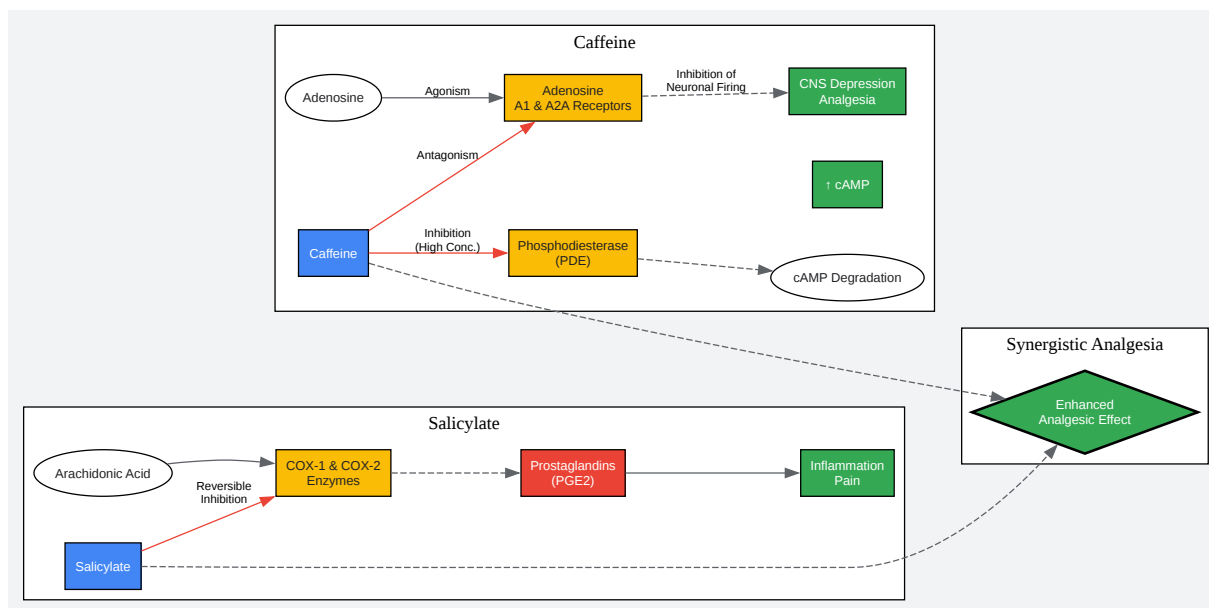 Caffeine
Adenosine
Agonism
Adenosine
A1 & A2A Receptors
Inhibition of
Neuronal Firing
CNS Depression
Analgesia
Antagonism
↑ cAMP
Caffeine
Inhibition
(High Conc.)
Phosphodiesterase
(PDE)
cAMP Degradation
Synergistic Analgesia
Enhanced
Analgesic Effect
Salicylate
Arachidonic Acid
COX-1 & COX-2
Enzymes
Prostaglandins
(PGE2)
Inflammation
Pain
Reversible
Inhibition
Salicylate